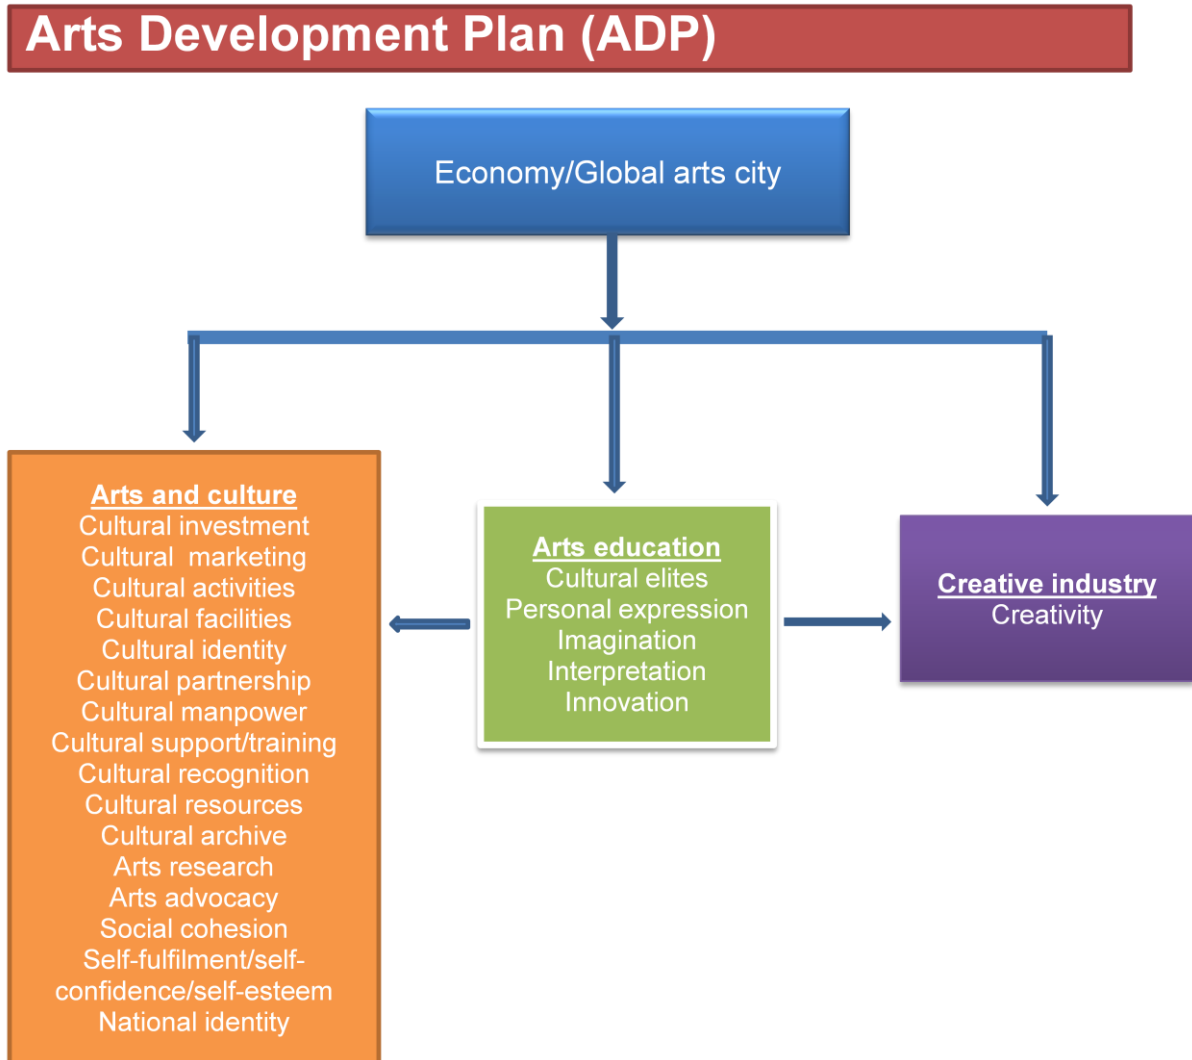 Arts Development Plan (ADP)
Economy/Global arts city
Arts and culture
Cultural investment
Cultural  marketing
Cultural activities
Cultural facilities
Cultural identity
Cultural partnership
Cultural manpower
Cultural support/training
Cultural recognition
Cultural resources
Cultural archive
Arts research
Arts advocacy
Social cohesion
Self-fulfilment/self-
confidence/self-esteem
National identity
Arts education
Cultural elites
Personal expression
Imagination
Interpretation
Innovation
Creative industry
Creativity